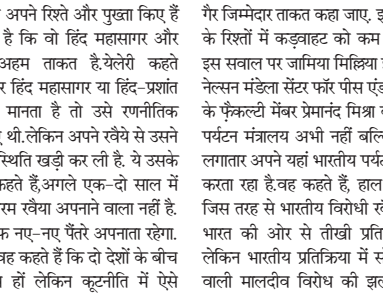 अपने रिश्ते और पुख्ता किए हैं
है कि वो हिंद महासागर और
अहम ताकत है.येलेरी कहते
र हिंद महासागर या हिंद-प्रशांत
मानता है तो उसे रणनीतिक
थी.लेकिन अपने रवैये से उसने
स्थिति खड़ी कर ली है. ये उसके
कहते हैं,अगले एक-दो साल में
रम रवैया अपनाने वाला नहीं है.
फ नए-नए पैंतरे अपनाता रहेगा.
वह कहते हैं कि दो देशों के बीच
हों लेकिन कूटनीति में ऐसे
गैर जिम्मेदार ताकत कहा जाए. इ
के रिश्तों में कड़वाहट को कम
इस सवाल पर जामिया मिल्लिया
नेल्सन मंडेला सेंटर फॉर पीस एंड
के फ़ैकल्टी मेंबर प्रेमानंद मिश्रा
पर्यटन मंत्रालय अभी नहीं बल्कि
लगातार अपने यहां भारतीय पर्यट
करता रहा है.वह कहते हैं, हाल
जिस तरह से भारतीय विरोधी रवै
भारत की ओर से तीखी प्रति
लेकिन भारतीय प्रतिक्रिया में
वाली मालदीव विरोध की झल